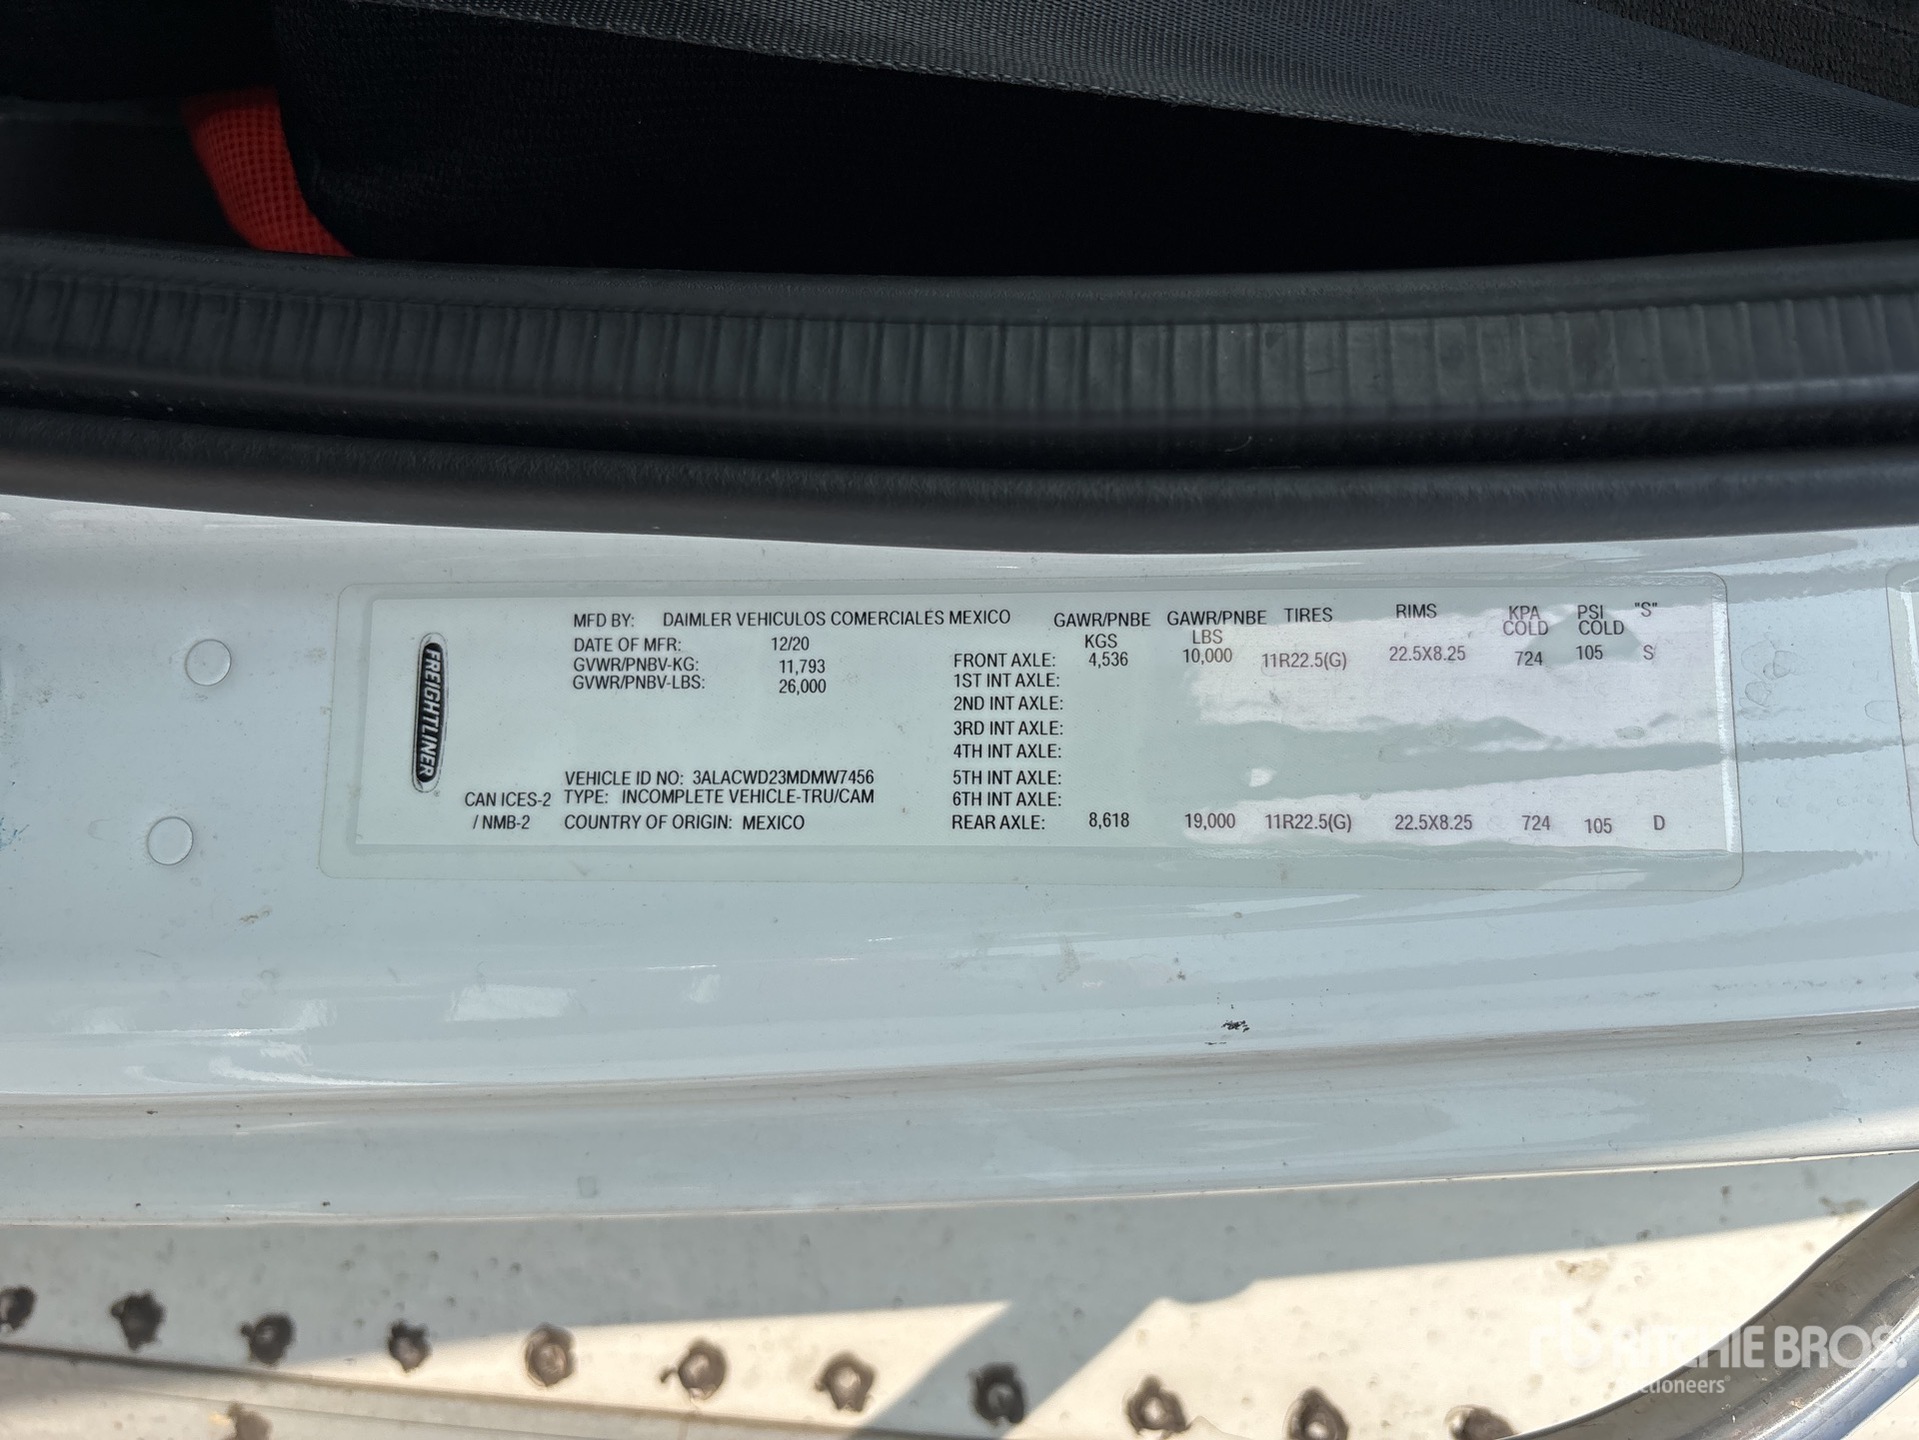 FREIGHTLINER
MFD BY: DAIMLER VEHICULOS COMERCIALES MEXICO
DATE OF MFR: 12/20
GVWR/PNBV-KG: 11,793
GVWR/PNBV-LBS: 26,000
VEHICLE ID NO: 3ALACWD23MDMW7456
CAN ICES-2 TYPE: INCOMPLETE VEHICLE-TRU/CAM
/ NMB-2 COUNTRY OF ORIGIN: MEXICO
GAWR/PNBE GAWR/PNBE TIRES RIMS KPA PSI "S"
KGS LBS COLD COLD
FRONT AXLE: 4,536 10,000 11R22.5(G) 22.5X8.25 724 105 S
1ST INT AXLE:
2ND INT AXLE:
3RD INT AXLE:
4TH INT AXLE:
5TH INT AXLE:
6TH INT AXLE:
REAR AXLE: 8,618 19,000 11R22.5(G) 22.5X8.25 724 105 D
RITCHIE BROS.
Auctioneers